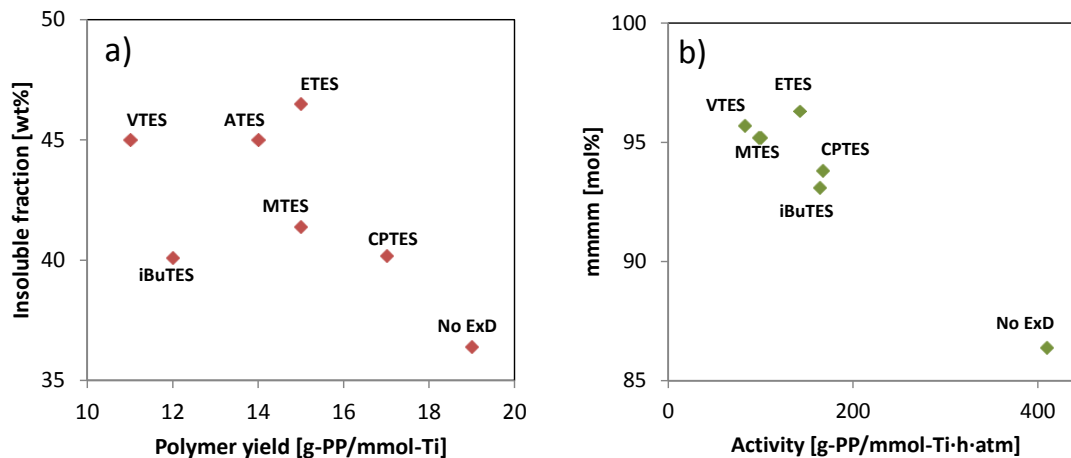 a)
Insoluble fraction [wt%]
50
45
40
35
ETES
VTES
ATES
MTES
CPTES
iBuTES
No ExD
10 12 14 16 18 20
Polymer yield [g-PP/mmol-Ti]
b)
mmmm [mol%]
100
95
90
85
ETES
VTES
MTES
CPTES
iBuTES
No ExD
0 200 400
Activity [g-PP/mmol-Ti·h·atm]